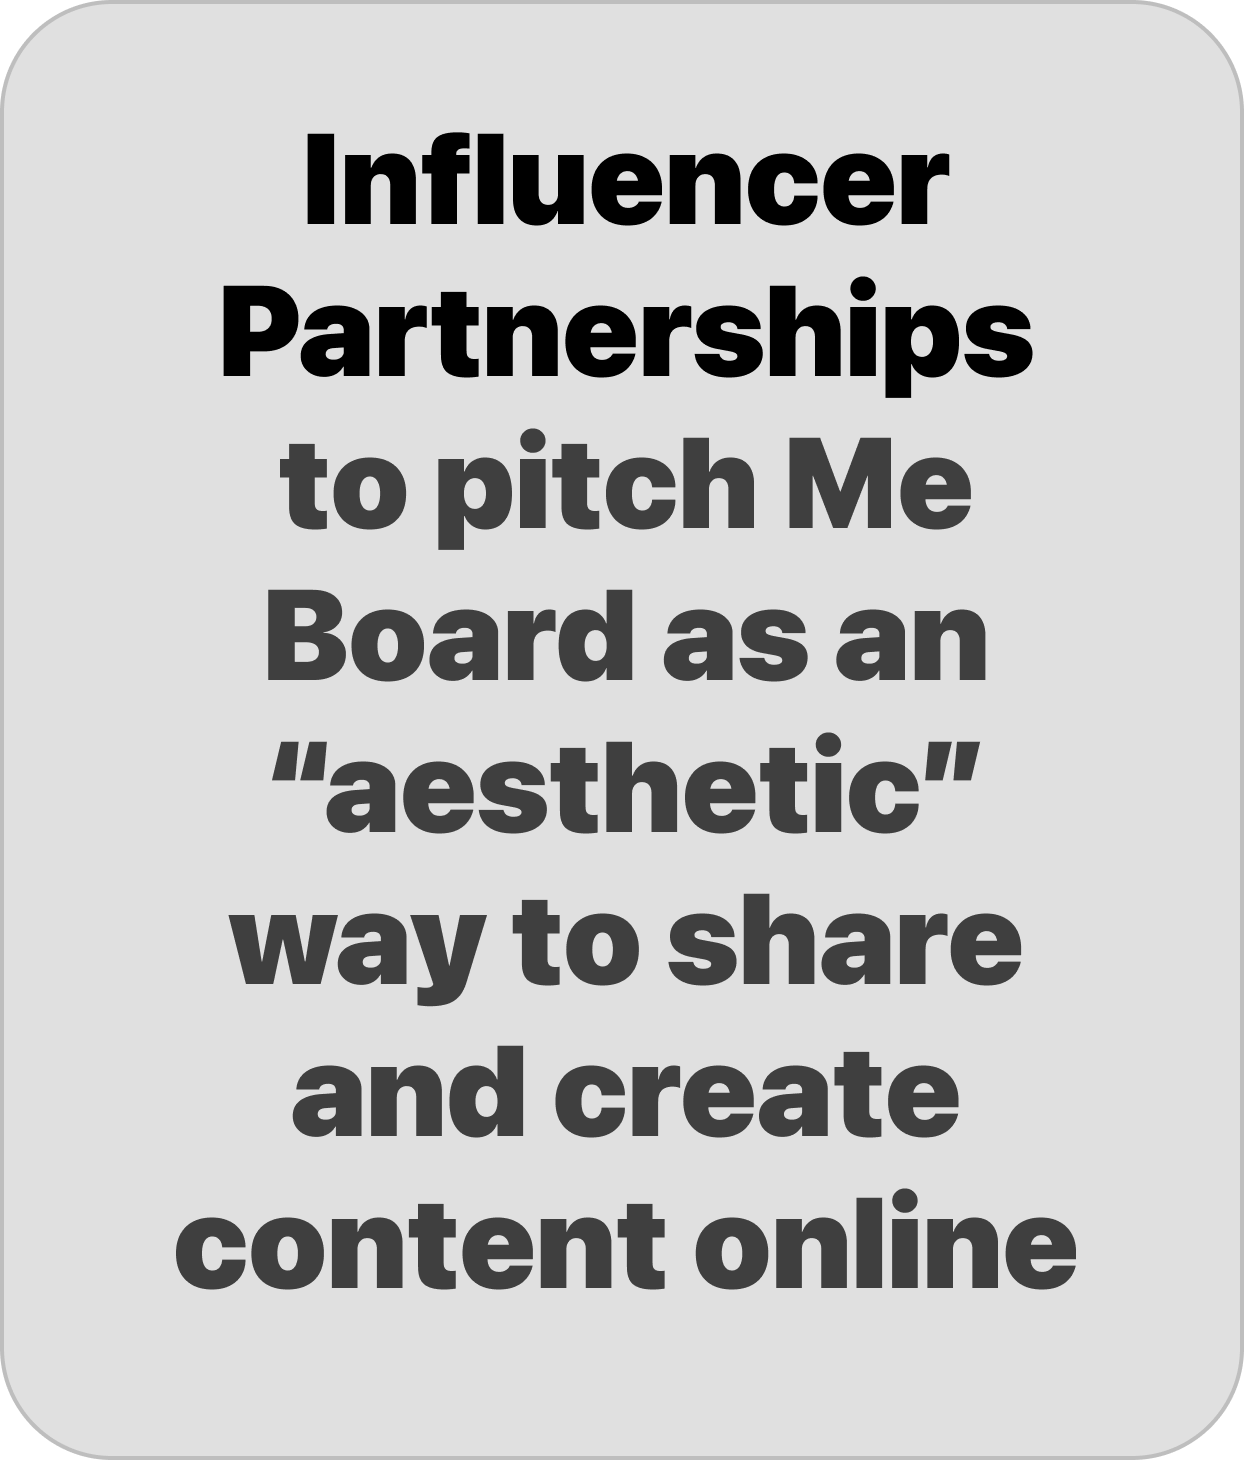 Influencer
Partnerships
to pitch Me
Board as an
“aesthetic”
way to share
and create
content online